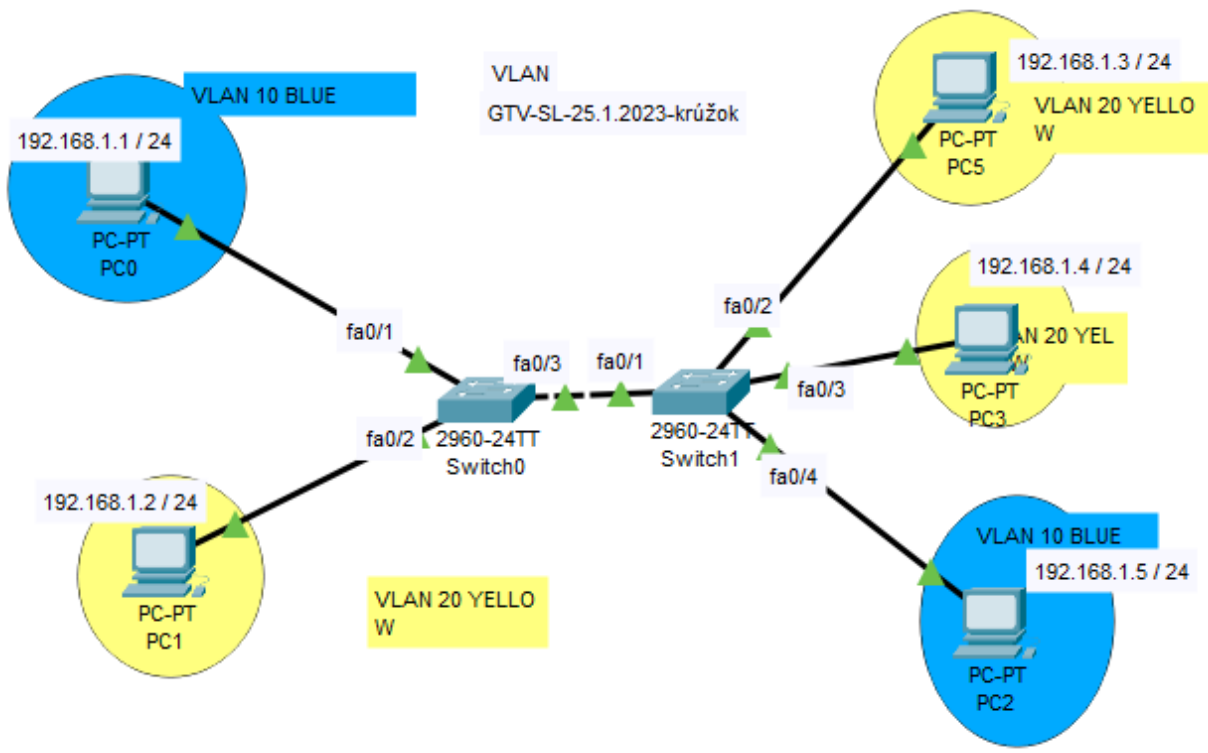 VLAN
GTV-SL-25.1.2023-krúžok
VLAN 10 BLUE
192.168.1.1 / 24
PC-PT
PC0
192.168.1.3 / 24
VLAN 20 YELLO
W
PC-PT
PC5
192.168.1.4 / 24
AN 20 YEL
W
PC-PT
PC3
fa0/1
fa0/2
fa0/3
fa0/1
fa0/2
fa0/3
fa0/4
2960-24TT
Switch0
2960-24TT
Switch1
192.168.1.2 / 24
PC-PT
PC1
VLAN 20 YELLO
W
VLAN 10 BLUE
192.168.1.5 / 24
PC-PT
PC2